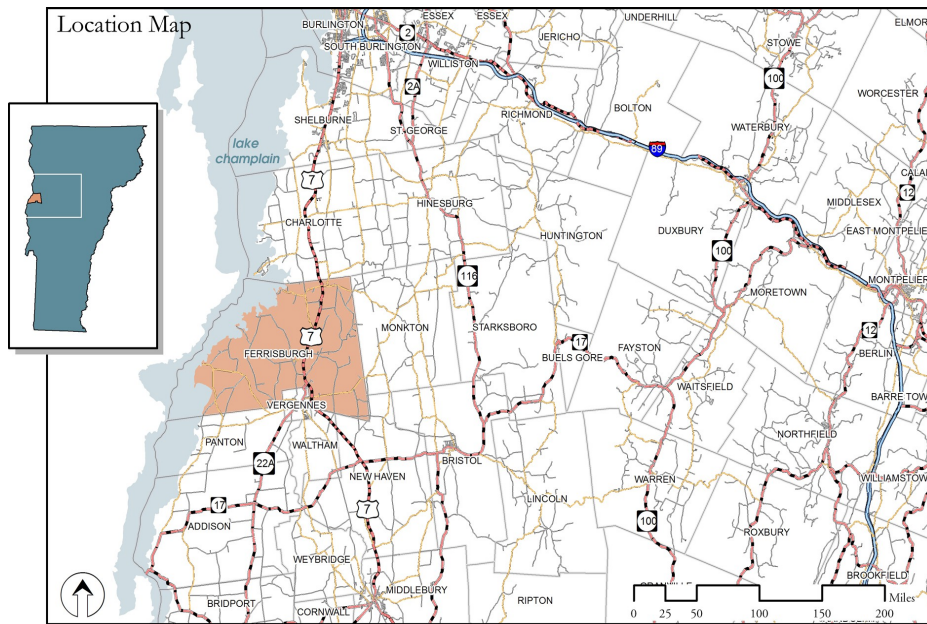 Location Map
BURLINGTON
ESSEX
ESSEX
UNDERHILL
ELMOR
2
JERICHO
STOWE
SOUTH BURLINGTON
WILLISTON
100
2A
WORCESTER
BOLTON
RICHMOND
SHELBURNE
ST. GEORGE
WATERBURY
lake
champlain
89
CALAI
7
12
HINESBURG
MIDDLESEX
CHARLOTTE
HUNTINGTON
DUXBURY
EAST MONTPELIER
100
116
MONTPELIER
MORETOWN
MONKTON
STARKSBORO
7
17
12
FERRISBURGH
BUELS GORE
FAYSTON
BERLIN
WAITSFIELD
BARRE TOW
VERGENNES
PANTON
WALTHAM
NORTHFIELD
22A
BRISTOL
NEW HAVEN
WARREN
WILLIAMSTOW
17
7
LINCOLN
ADDISON
100
ROXBURY
WEYBRIDGE
BROOKFIELD
MIDDLEBURY
BRIDPORT
RIPTON
CORNWALL
Miles
0 25 50 100 150 200